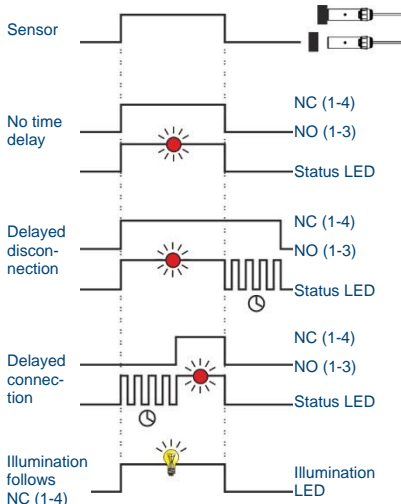 Sensor
NC (1-4)
No time
delay
NO (1-3)
Status LED
NC (1-4)
Delayed
discon-
nection
NO (1-3)
Status LED
NC (1-4)
Delayed
connec-
tion
NO (1-3)
Status LED
Illumination
follows
NC (1-4)
Illumination
LED